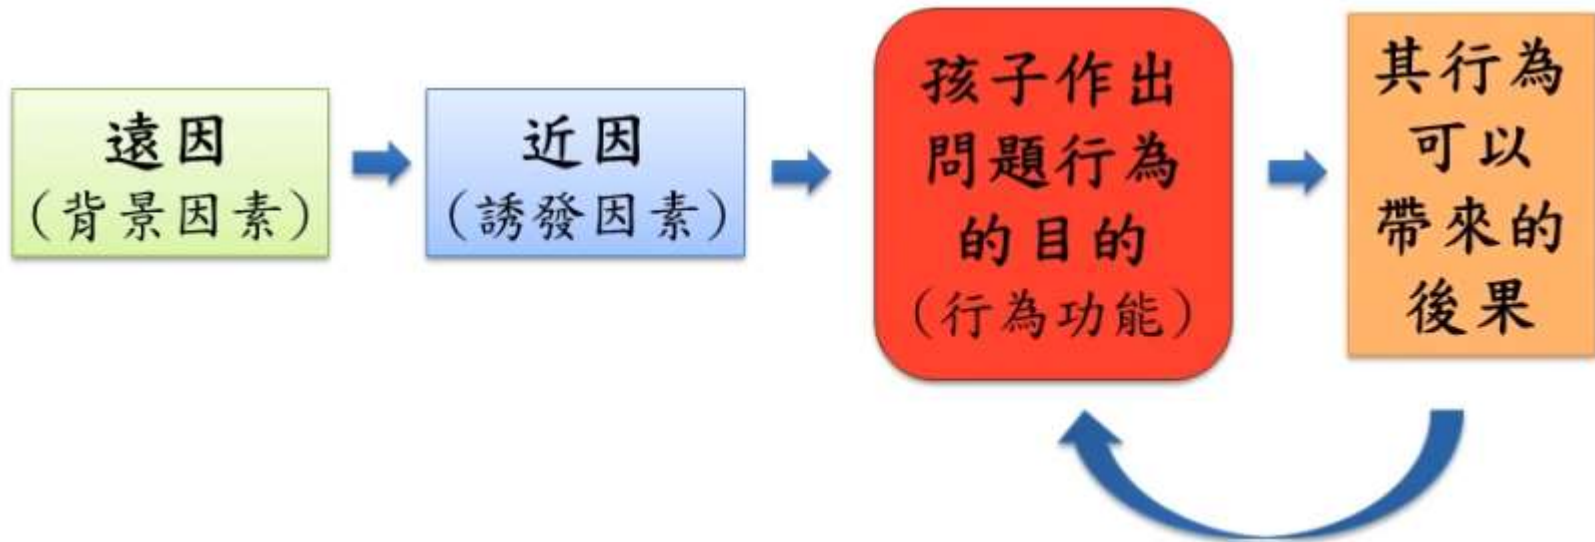 遠因
（背景因素）
近因
（誘發因素）
孩子作出
問題行為
的目的
（行為功能）
其行為
可以
帶來的
後果